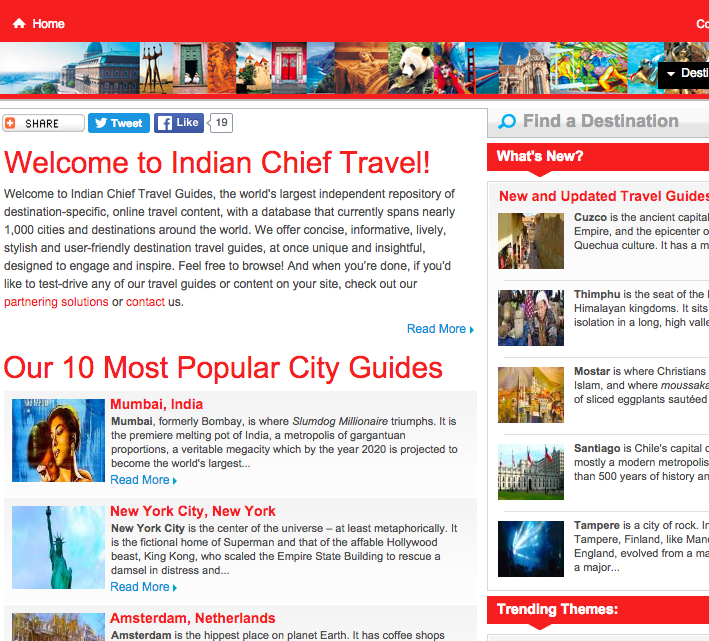 Home
Co
Desti
SHARE
Tweet
Like
19
Find a Destination
Welcome to Indian Chief Travel!
Welcome to Indian Chief Travel Guides, the world's largest independent repository of
destination-specific, online travel content, with a database that currently spans nearly
1,000 cities and destinations around the world. We offer concise, informative, lively,
stylish and user-friendly destination travel guides, at once unique and insightful,
designed to engage and inspire. Feel free to browse! And when you're done, if you'd
like to test-drive any of our travel guides or content on your site, check out our
partnering solutions or contact us.
Read More
Our 10 Most Popular City Guides
Mumbai, India
Mumbai, formerly Bombay, is where Slumdog Millionaire triumphs. It is
the premiere melting pot of India, a metropolis of gargantuan
proportions, a veritable megacity which by the year 2020 is projected to
become the world's largest...
Read More
New York City, New York
New York City is the center of the universe – at least metaphorically. It
is the fictional home of Superman and that of the affable Hollywood
beast, King Kong, who scaled the Empire State Building to rescue a
damsel in distress and...
Read More
Amsterdam, Netherlands
Amsterdam is the hippest place on planet Earth. It has coffee shops
What's New?
New and Updated Travel Guides
Cuzco is the ancient capital
Empire, and the epicenter o
Quechua culture. It has a m
Thimphu is the seat of the
Himalayan kingdoms. It sits
isolation in a long, high valle
Mostar is where Christians
Islam, and where moussaka
of sliced eggplants sautéed
Santiago is Chile's capital c
mostly a modern metropolis
than 500 years of history an
Tampere is a city of rock. In
Tampere, Finland, like Manc
England, evolved from a ma
a major...
Trending Themes: